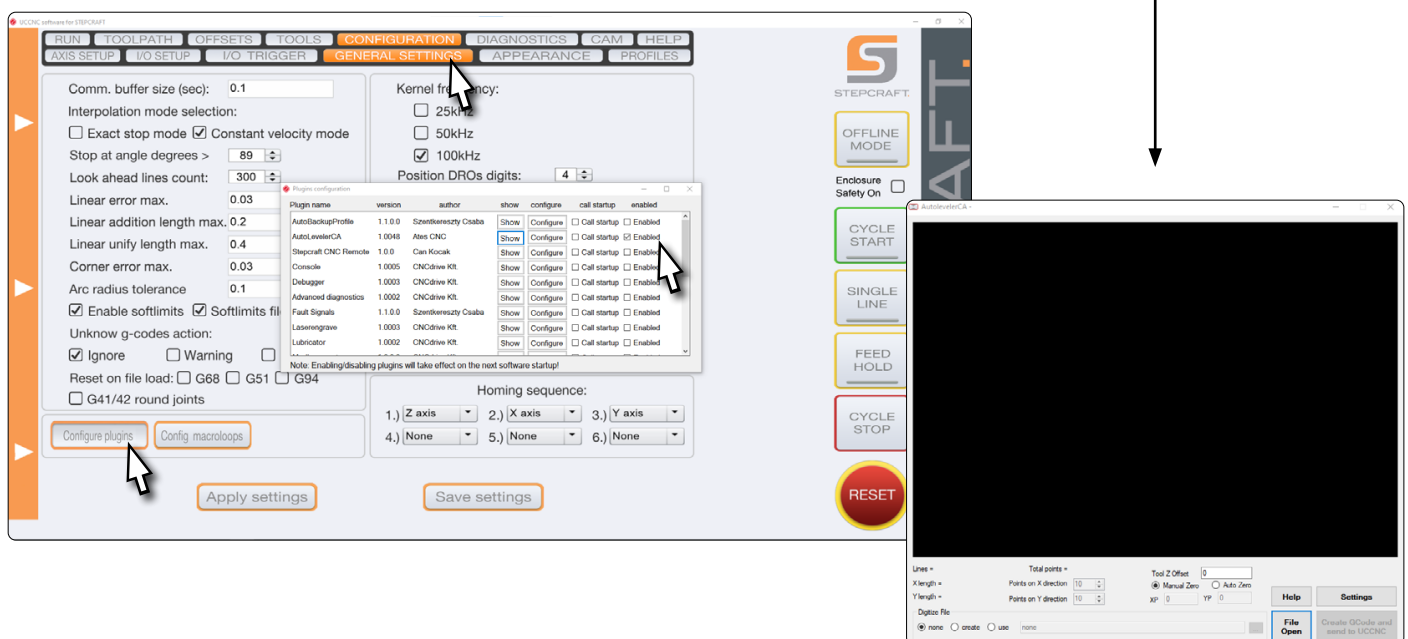 UCCNC software for STEPCRAFT
RUN TOOLPATH OFFSETS TOOLS CONFIGURATION DIAGNOSTICS CAM HELP
AXIS SETUP I/O SETUP I/O TRIGGER GENERAL SETTINGS APPEARANCE PROFILES
Comm. buffer size (sec): 0.1
Interpolation mode selection:
Exact stop mode Constant velocity mode
Stop at angle degrees > 89
Look ahead lines count: 300
Linear error max. 0.03
Linear addition length max. 0.2
Linear unify length max. 0.4
Corner error max. 0.03
Arc radius tolerance 0.1
Enable softlimits Softlimits
Unknow g-codes action:
Ignore Warning
Reset on file load: G68 G51 G94
G41/42 round joints
Configure plugins Config macroloops
Apply settings Save settings
Kernel
25kHz
50kHz
100kHz
Position DROs digits: 4
Plugins configuration
Plugin name version author show configure call startup enabled
AutoBackupProfile 1.1.0.0 Szentkereszty Csaba Show Configure Call startup Enabled
AutoLevelerCA 1.0048 Ates CNC Show Configure Call startup Enabled
Stepcraft CNC Remote 1.0.0 Can Kocak Show Configure Call startup Enabled
Console 1.0005 CNCdrive Kft. Show Configure Call startup Enabled
Debugger 1.0003 CNCdrive Kft. Show Configure Call startup Enabled
Advanced diagnostics 1.0002 CNCdrive Kft. Show Configure Call startup Enabled
Fault Signals 1.1.0.0 Szentkereszty Csaba Show Configure Call startup Enabled
Laserengrave 1.0003 CNCdrive Kft. Show Configure Call startup Enabled
Lubricator 1.0002 CNCdrive Kft. Show Configure Call startup Enabled
Note: Enabling/disabling plugins will take effect on the next software startup!
Homing sequence:
1.) Z axis 2.) X axis 3.) Y axis
4.) None 5.) None 6.) None
STEPCRAFT.
OFFLINE
MODE
Enclosure
Safety On
CYCLE
START
SINGLE
LINE
FEED
HOLD
CYCLE
STOP
RESET
AFT.
AutolevelerCA -
Lines = Total points = Tool Z Offset 0
X length = Points on X direction 10 Manual Zero Auto Zero
Y length = Points on Y direction 10 XP 0 YP 0 Help Settings
Digitize File
none create use none
File
Open
Create GCode and
send to UCCNC